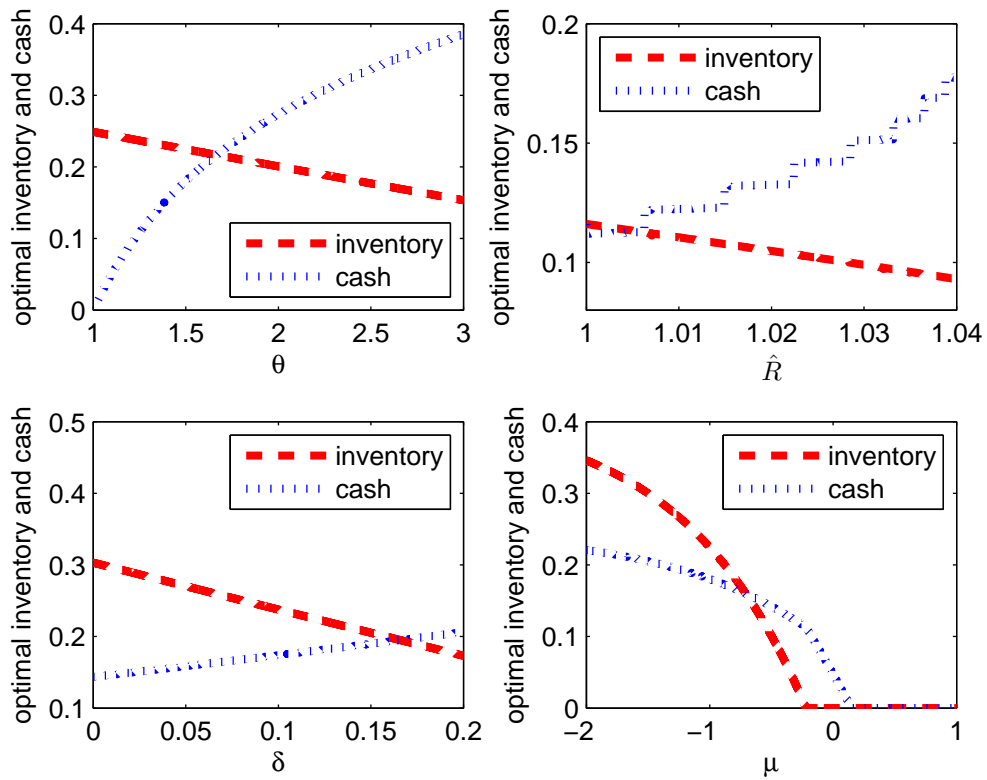 optimal inventory and cash
0.4
0.3
0.2
0.1
0
1
1.5
2
2.5
3
θ
inventory
cash
optimal inventory and cash
0.2
0.15
0.1
1
1.01
1.02
1.03
1.04
R̂
inventory
cash
optimal inventory and cash
0.5
0.4
0.3
0.2
0.1
0
0.05
0.1
0.15
0.2
δ
inventory
cash
optimal inventory and cash
0.4
0.3
0.2
0.1
0
−2
−1
0
1
μ
inventory
cash